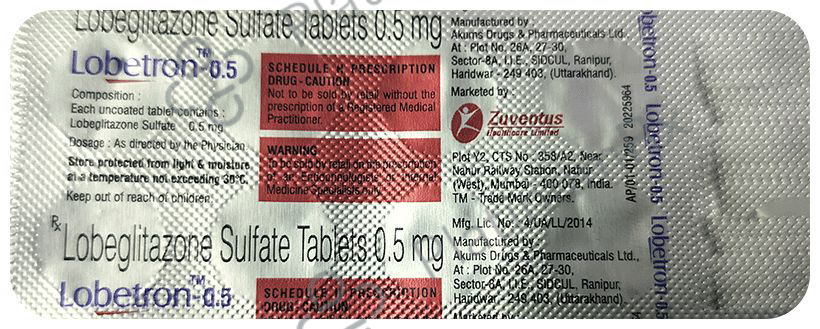 Lobeglitazone Sulfate Tablets 0.5 mg
Lobetron™-0.5
Composition :
Each uncoated tablet contains :
Lobeglitazone Sulfate 0.5 mg
Dosage : As directed by the Physician.
Store protected from light & moisture
at a temperature not exceeding 30°C.
Keep out of reach of children.
SCHEDULE H PRESCRIPTION
DRUG - CAUTION
Not to be sold by retail without the
prescription of a Registered Medical
Practitioner.
WARNING
To be sold by retail on the prescription
of an Endocrinologists or Internal
Medicine Specialists only.
Rx
Lobeglitazone Sulfate Tablets 0.5 mg
Lobetron™-0.5
SCHEDULE H PRESCRIPTION
DRUG - CAUTION
Manufactured by :
Akums Drugs & Pharmaceuticals Ltd.
At : Plot No. 26A, 27-30,
Sector-8A, I.I.E., SIDCUL, Ranipur,
Haridwar - 249 403, (Uttarakhand).
Marketed by :
Zuventus
Healthcare Limited
Plot Y2, CTS No : 358/A2, Near
Nahur Railway Station, Nahur
(West), Mumbai - 400 078, India.
TM - Trade Mark Owners.
Mfg. Lic. No : 4/UA/LL/2014
Manufactured by :
Akums Drugs & Pharmaceuticals Ltd.,
At : Plot No. 26A, 27-30,
Sector-8A, I.I.E., SIDCUL, Ranipur,
Haridwar - 249 403, (Uttarakhand).
Marketed by :
20225964
Lobetron-0.5 Lobetron-0.5 Lobetron-0.5